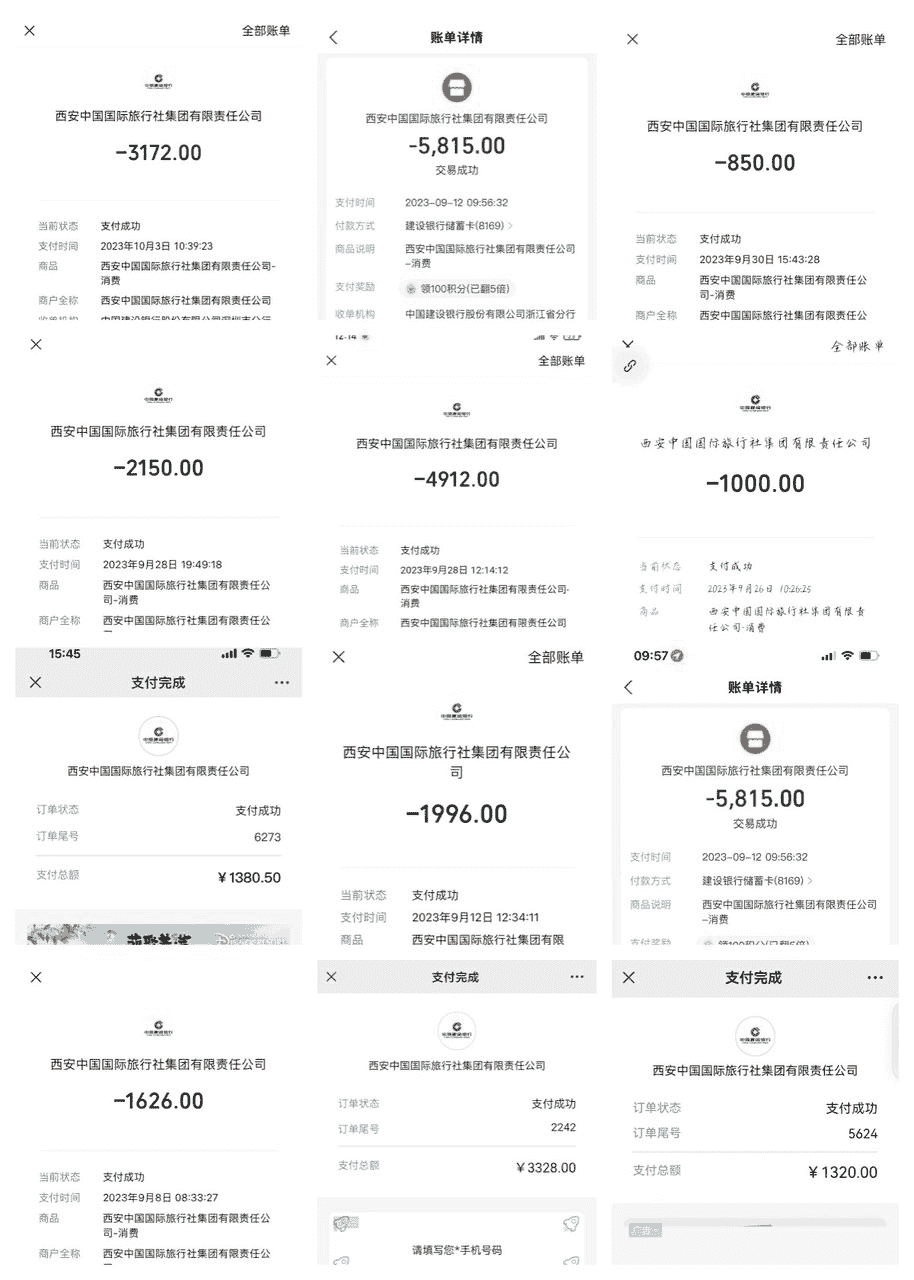 全部账单
西安中国国际旅行社集团有限责任公司
-3172.00
当前状态 支付成功
支付时间 2023年10月3日 10:39:23
商品 西安中国国际旅行社集团有限责任公司-
消费
商户全称 西安中国国际旅行社集团有限责任公司
账单详情
西安中国国际旅行社集团有限责任公司
-5,815.00
交易成功
支付时间 2023-09-12 09:56:32
付款方式 建设银行储蓄卡(8169)
商品说明 西安中国国际旅行社集团有限责任公司
-消费
支付奖励 领100积分(已翻5倍)
收单机构 中国建设银行股份有限公司浙江省分行
全部账单
西安中国国际旅行社集团有限责任公司
-850.00
当前状态 支付成功
支付时间 2023年9月30日 15:43:28
商品 西安中国国际旅行社集团有限责任公
司-消费
商户全称 西安中国国际旅行社集团有限责任公
西安中国国际旅行社集团有限责任公司
-2150.00
当前状态 支付成功
支付时间 2023年9月28日 19:49:18
商品 西安中国国际旅行社集团有限责任公
司-消费
商户全称 西安中国国际旅行社集团有限责任公
12:14
全部账单
西安中国国际旅行社集团有限责任公司
-4912.00
当前状态 支付成功
支付时间 2023年9月28日 12:14:12
商品 西安中国国际旅行社集团有限责任公司-
消费
商户全称 西安中国国际旅行社集团有限责任公司
全部账单
西安中国国际旅行社集团有限责任公司
-1000.00
当前状态 支付成功
支付时间 2023年9月26日 10:26:25
商品 西安中国国际旅行社集团有限责
任公司-消费
15:45
支付完成
西安中国国际旅行社集团有限责任公司
订单状态 支付成功
订单尾号 6273
支付总额 ¥1380.50
全部账单
西安中国国际旅行社集团有限责任公
司
-1996.00
当前状态 支付成功
支付时间 2023年9月12日 12:34:11
商品 西安中国国际旅行社集团有限
09:57
账单详情
西安中国国际旅行社集团有限责任公司
-5,815.00
交易成功
支付时间 2023-09-12 09:56:32
付款方式 建设银行储蓄卡(8169)
商品说明 西安中国国际旅行社集团有限责任公司
-消费
支付奖励 领100积分(已翻5倍)
西安中国国际旅行社集团有限责任公司
-1626.00
当前状态 支付成功
支付时间 2023年9月8日 08:33:27
商品 西安中国国际旅行社集团有限责任公
司-消费
商户全称 西安中国国际旅行社集团有限责任公
支付完成
西安中国国际旅行社集团有限责任公司
订单状态 支付成功
订单尾号 2242
支付总额 ¥3328.00
请填写您*手机号码
支付完成
西安中国国际旅行社集团有限责任公司
订单状态 支付成功
订单尾号 5624
支付总额 ¥1320.00